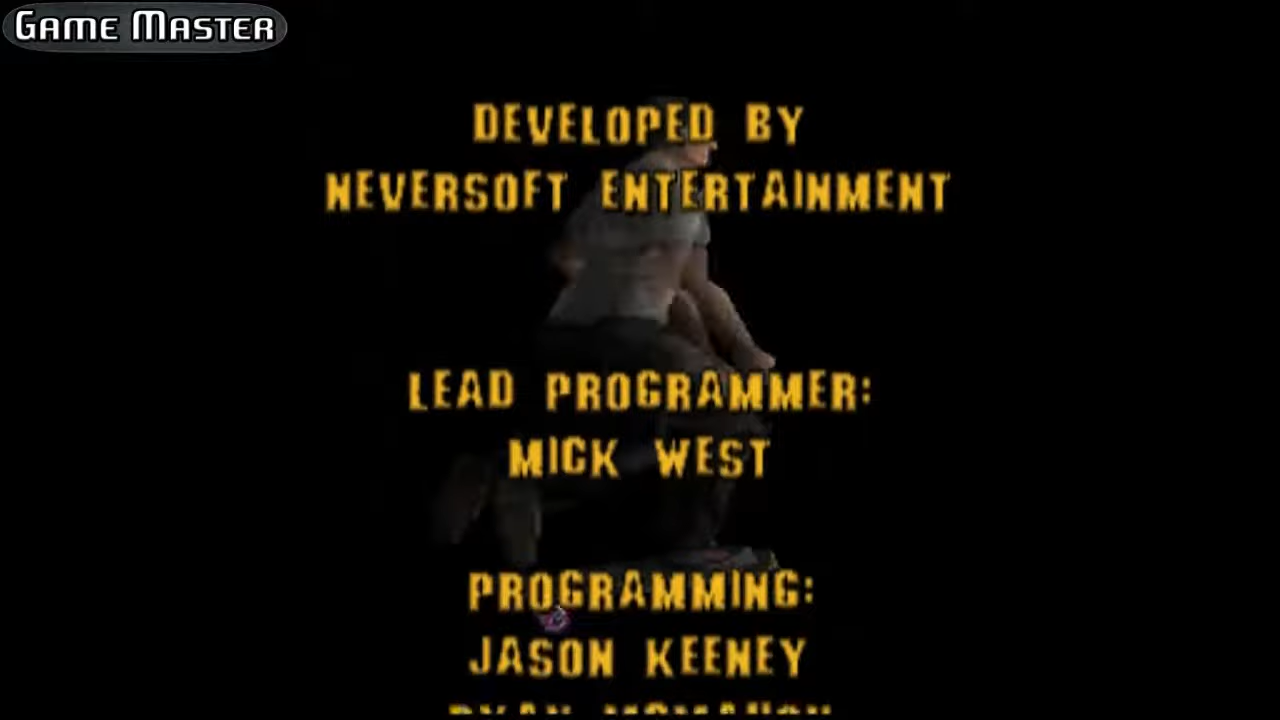 GAME MASTER
DEVELOPED BY
NEVERSOFT ENTERTAINMENT
LEAD PROGRAMMER:
MICK WEST
PROGRAMMING:
JASON KEENEY